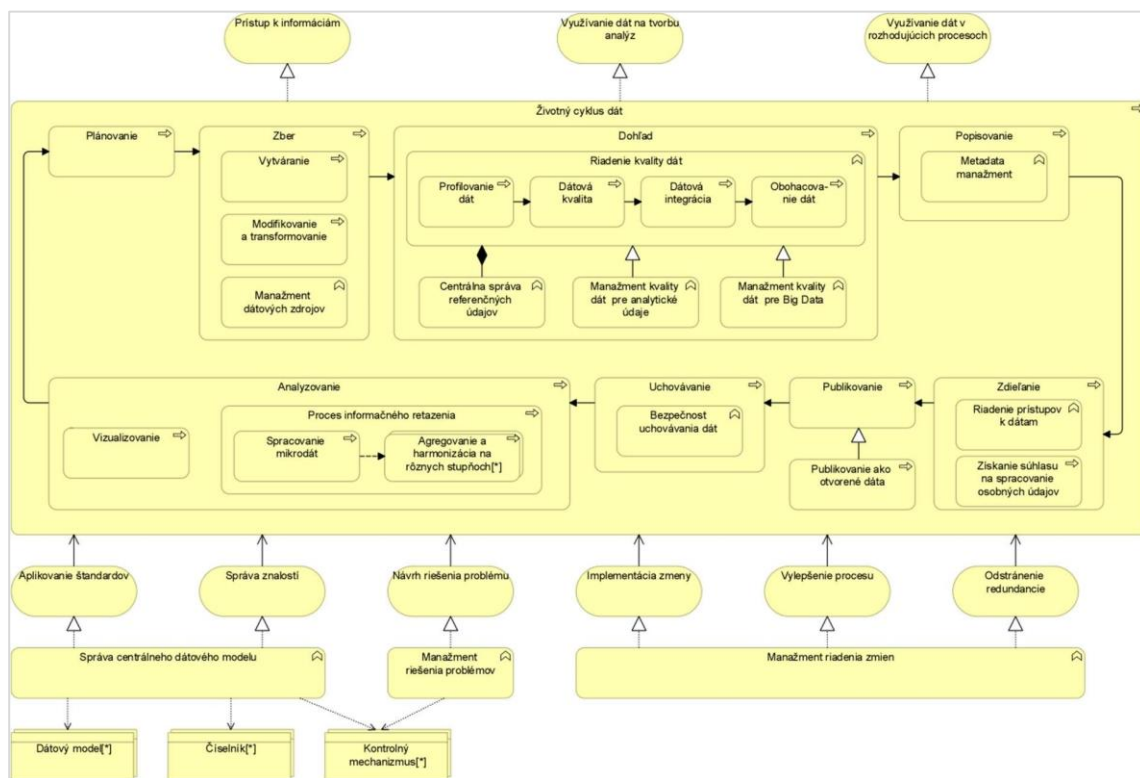 Prístup k informáciám
Využívanie dát na tvorbu
analýz
Využívanie dát v
rozhodujúcich procesoch
Životný cyklus dát
Plánovanie
Zber
Vytváranie
Modifikovanie
a transformovanie
Manažment
dátových zdrojov
Dohľad
Riadenie kvality dát
Profilovanie
dát
Dátová
kvalita
Dátová
integrácia
Obohacova-
nie dát
Centrálna správa
referenčných
údajov
Manažment kvality
dát pre analytické
údaje
Manažment kvality
dát pre Big Data
Popisovanie
Metadata
manažment
Analyzovanie
Vizualizovanie
Proces informačného retazenia
Spracovanie
mikrodát
Agregovanie a
harmonizácia na
rôznych stupňoch[*]
Uchovávanie
Bezpečnost
uchovávania dát
Publikovanie
Publikovanie ako
otvorené dáta
Zdieľanie
Riadenie prístupov
k dátam
Získanie súhlasu
na spracovanie
osobných údajov
Aplikovanie štandardov
Správa znalostí
Návrh riešenia problému
Implementácia zmeny
Vylepšenie procesu
Odstránenie
redundancie
Správa centrálneho dátového modelu
Manažment
riešenia problémov
Manažment riadenia zmien
Dátový model[*]
Číselník[*]
Kontrolný
mechanizmus[*]